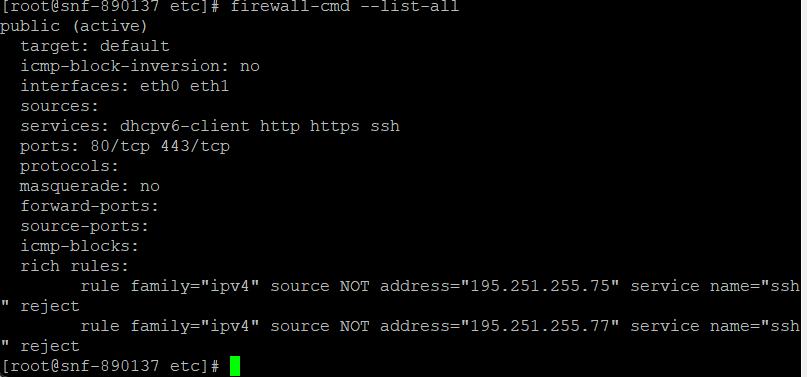 [root@snf-890137 etc]# firewall-cmd --list-all
public (active)
  target: default
  icmp-block-inversion: no
  interfaces: eth0 eth1
  sources:
  services: dhcpv6-client http https ssh
  ports: 80/tcp 443/tcp
  protocols:
  masquerade: no
  forward-ports:
  source-ports:
  icmp-blocks:
  rich rules:
        rule family="ipv4" source NOT address="195.251.255.75" service name="ssh
" reject
        rule family="ipv4" source NOT address="195.251.255.77" service name="ssh
" reject
[root@snf-890137 etc]#